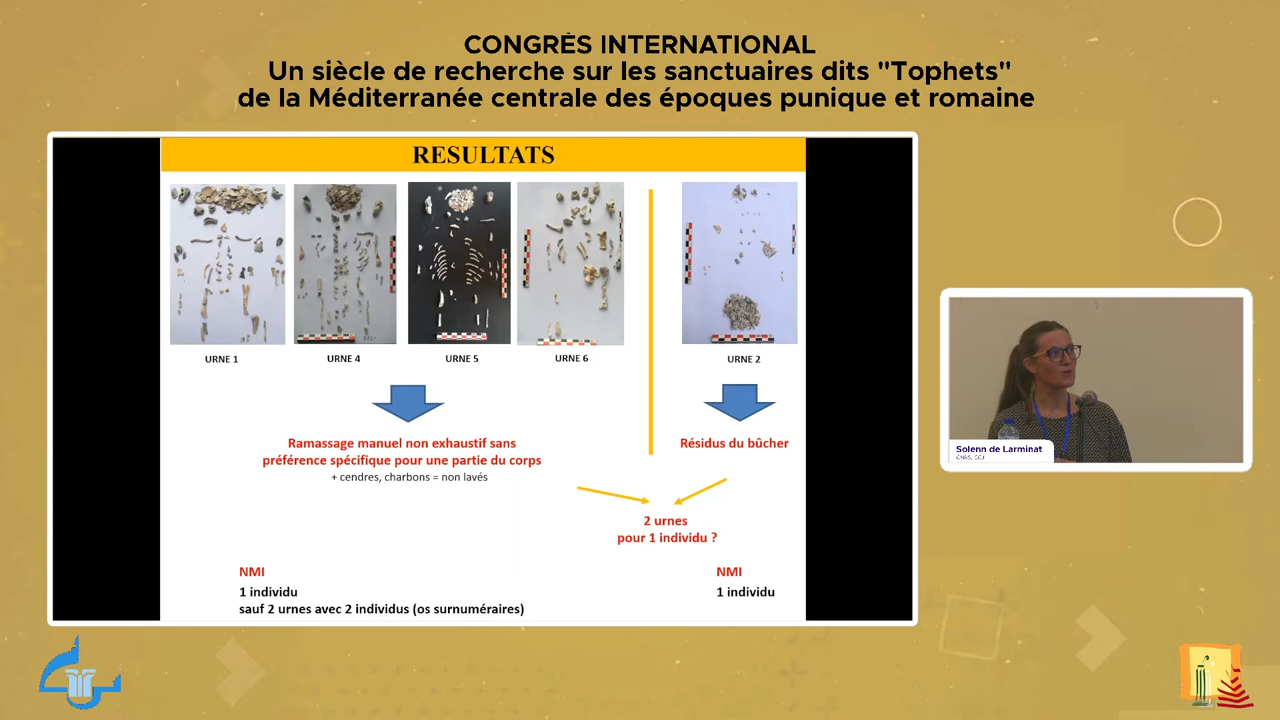 CONGRÈS INTERNATIONAL
Un siècle de recherche sur les sanctuaires dits "Tophets"
de la Méditerranée centrale des époques punique et romaine
RESULTATS
URNE 1
URNE 4
URNE 5
URNE 6
URNE 2
Ramassage manuel non exhaustif sans
préférence spécifique pour une partie du corps
+ cendres, charbons = non lavés
Résidus du bûcher
2 urnes
pour 1 individu ?
NMI
1 individu
sauf 2 urnes avec 2 individus (os surnuméraires)
NMI
1 individu
Solenn de Larminat
CNRS, CCJ